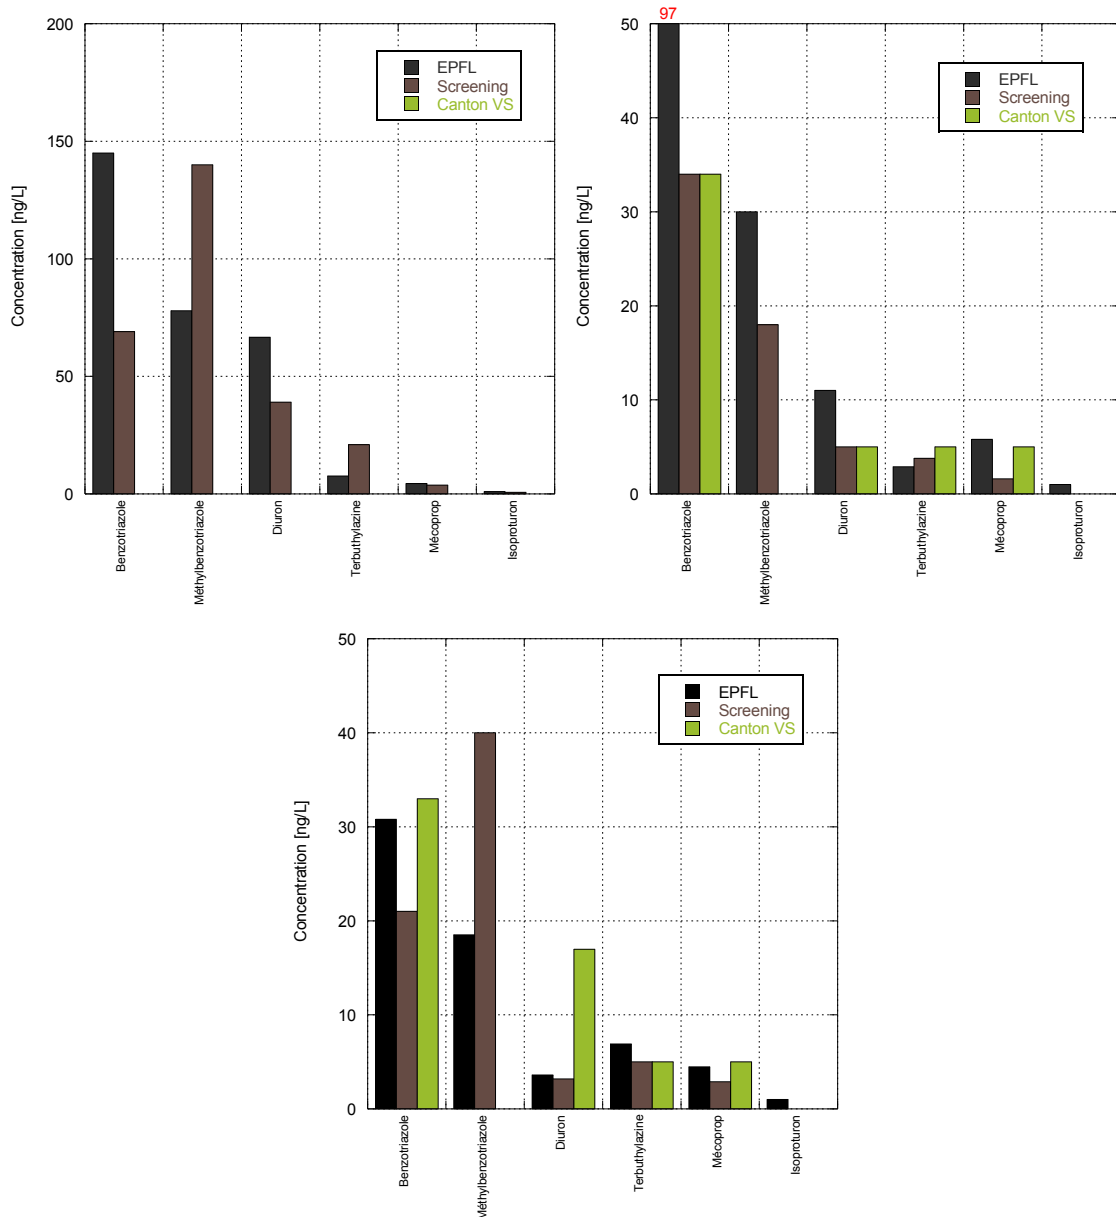 200
150
100
50
0
Concentration [ng/L]
EPFL
Screening
Canton VS
Benzotriazole
Méthylbenzotriazole
Diuron
Terbuthylazine
Mécoprop
Isoproturon
97
50
40
30
20
10
0
Concentration [ng/L]
EPFL
Screening
Canton VS
Benzotriazole
Méthylbenzotriazole
Diuron
Terbuthylazine
Mécoprop
Isoproturon
50
40
30
20
10
0
Concentration [ng/L]
EPFL
Screening
Canton VS
Benzotriazole
Méthylbenzotriazole
Diuron
Terbuthylazine
Mécoprop
Isoproturon